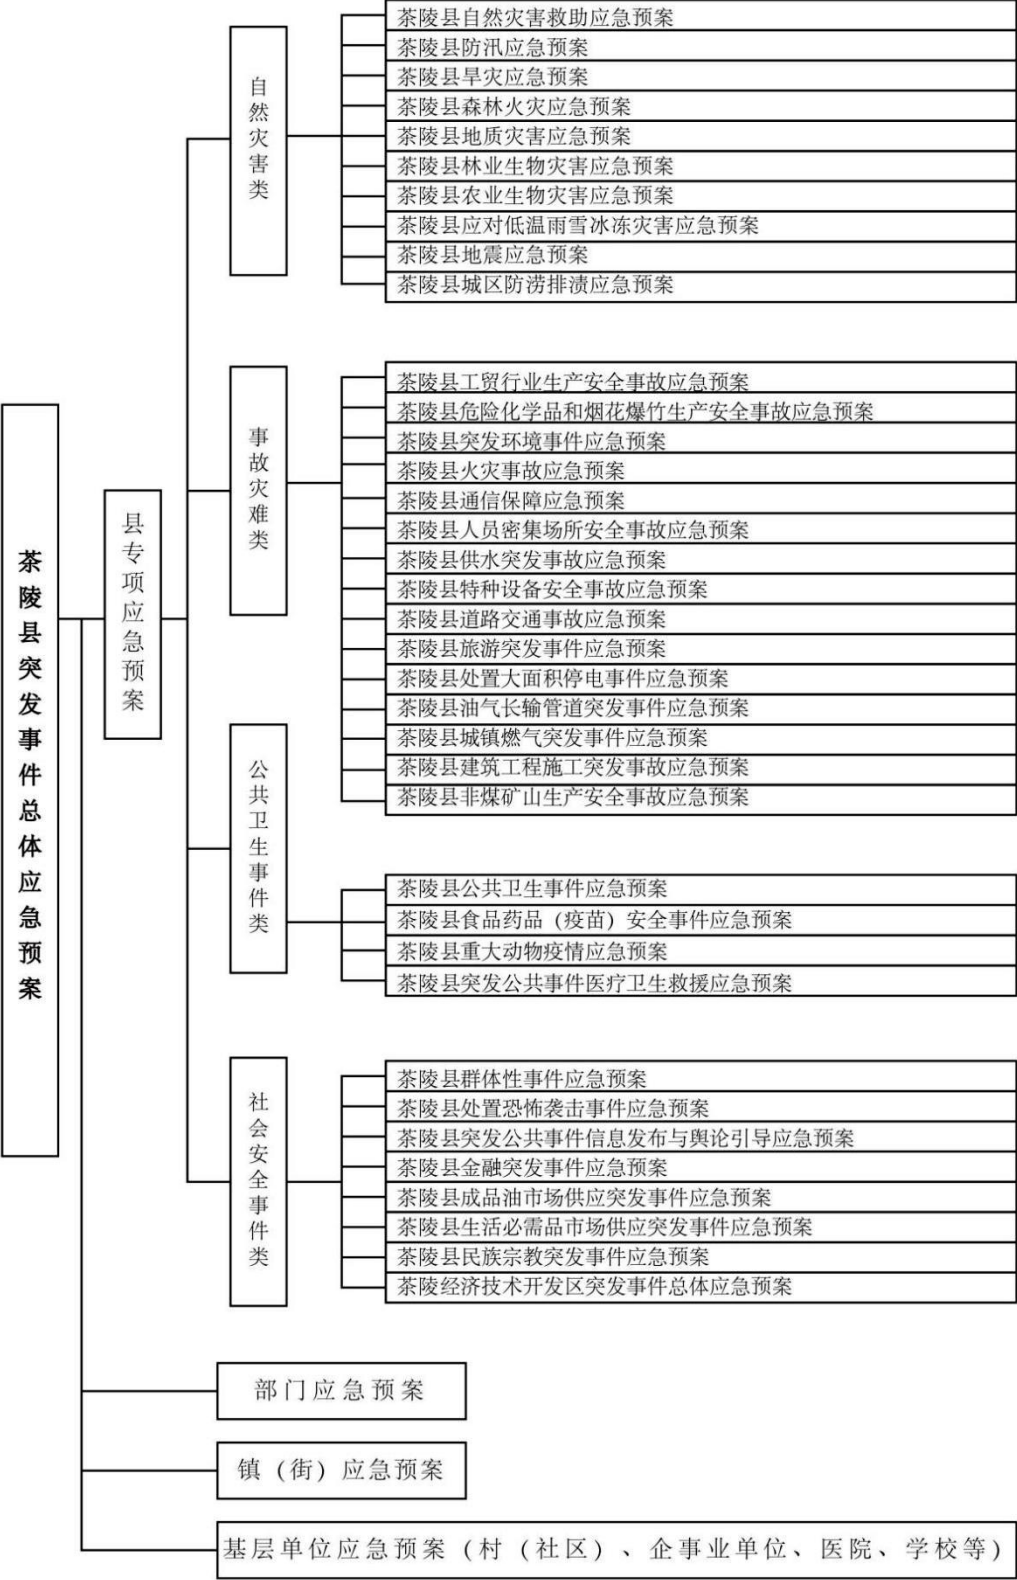 茶陵县突发事件总体应急预案
县专项应急预案
自然灾害类
茶陵县自然灾害救助应急预案
茶陵县防汛应急预案
茶陵县旱灾应急预案
茶陵县森林火灾应急预案
茶陵县地质灾害应急预案
茶陵县林业生物灾害应急预案
茶陵县农业生物灾害应急预案
茶陵县应对低温雨雪冰冻灾害应急预案
茶陵县地震应急预案
茶陵县城区防涝排渍应急预案
事故灾难类
茶陵县工贸行业生产安全事故应急预案
茶陵县危险化学品和烟花爆竹生产安全事故应急预案
茶陵县突发环境事件应急预案
茶陵县火灾事故应急预案
茶陵县通信保障应急预案
茶陵县人员密集场所安全事故应急预案
茶陵县供水突发事故应急预案
茶陵县特种设备安全事故应急预案
茶陵县道路交通事故应急预案
茶陵县旅游突发事件应急预案
茶陵县处置大面积停电事件应急预案
茶陵县油气长输管道突发事件应急预案
茶陵县城镇燃气突发事件应急预案
茶陵县建筑工程施工突发事故应急预案
茶陵县非煤矿山生产安全事故应急预案
公共卫生事件类
茶陵县公共卫生事件应急预案
茶陵县食品药品（疫苗）安全事件应急预案
茶陵县重大动物疫情应急预案
茶陵县突发公共事件医疗卫生救援应急预案
社会安全事件类
茶陵县群体性事件应急预案
茶陵县处置恐怖袭击事件应急预案
茶陵县突发公共事件信息发布与舆论引导应急预案
茶陵县金融突发事件应急预案
茶陵县成品油市场供应突发事件应急预案
茶陵县生活必需品市场供应突发事件应急预案
茶陵县民族宗教突发事件应急预案
茶陵经济技术开发区突发事件总体应急预案
部门应急预案
镇（街）应急预案
基层单位应急预案（村（社区）、企事业单位、医院、学校等）